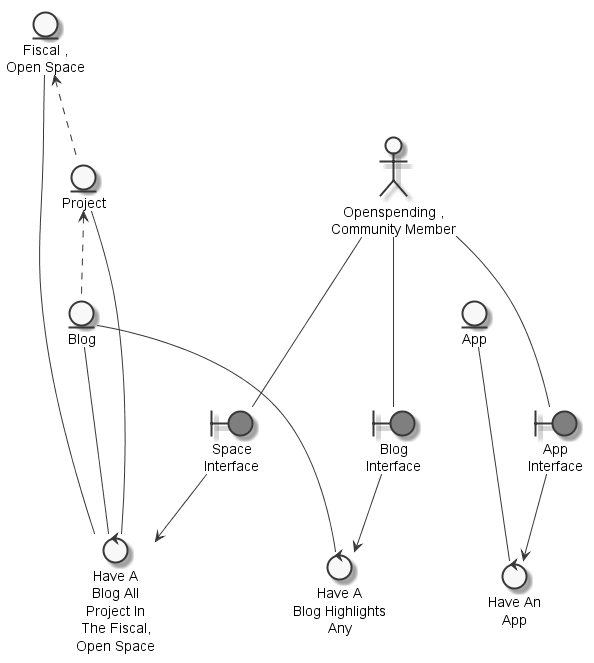 Fiscal ,
Open Space
Project
Openspending ,
Community Member
Blog
App
Space
Interface
Blog
Interface
App
Interface
Have A
Blog All
Project In
The Fiscal,
Open Space
Have A
Blog Highlights
Any
Have An
App